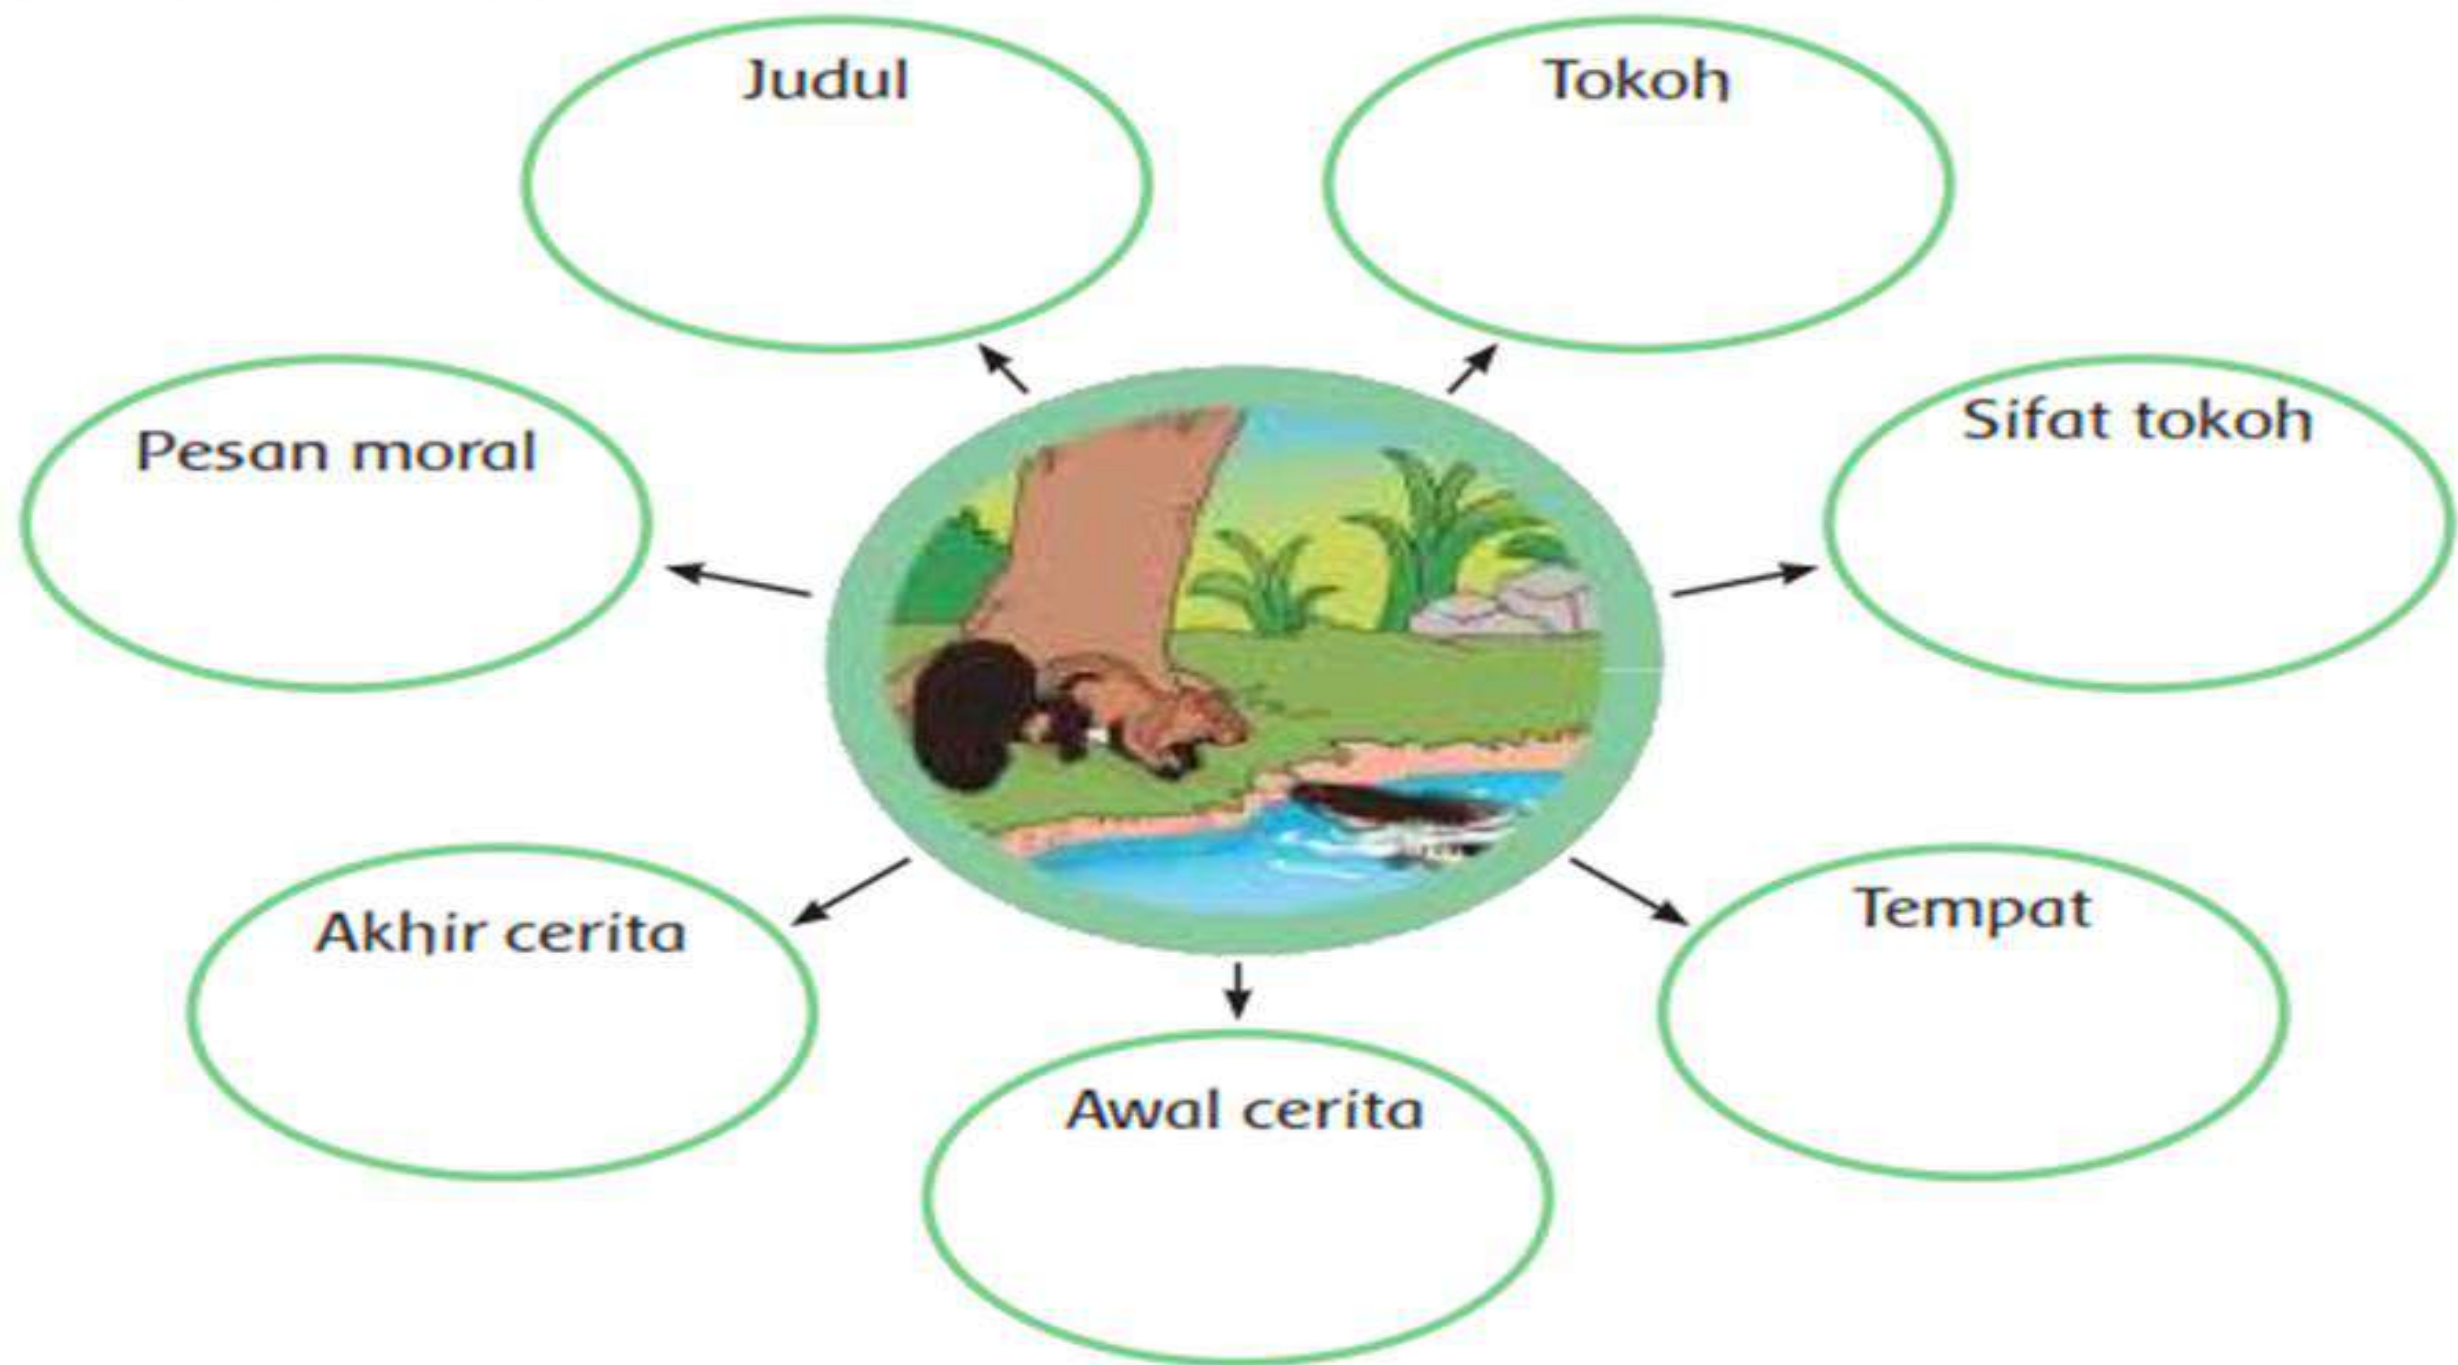 Judul
Tokoh
Pesan moral
Sifat tokoh
Akhir cerita
Tempat
Awal cerita